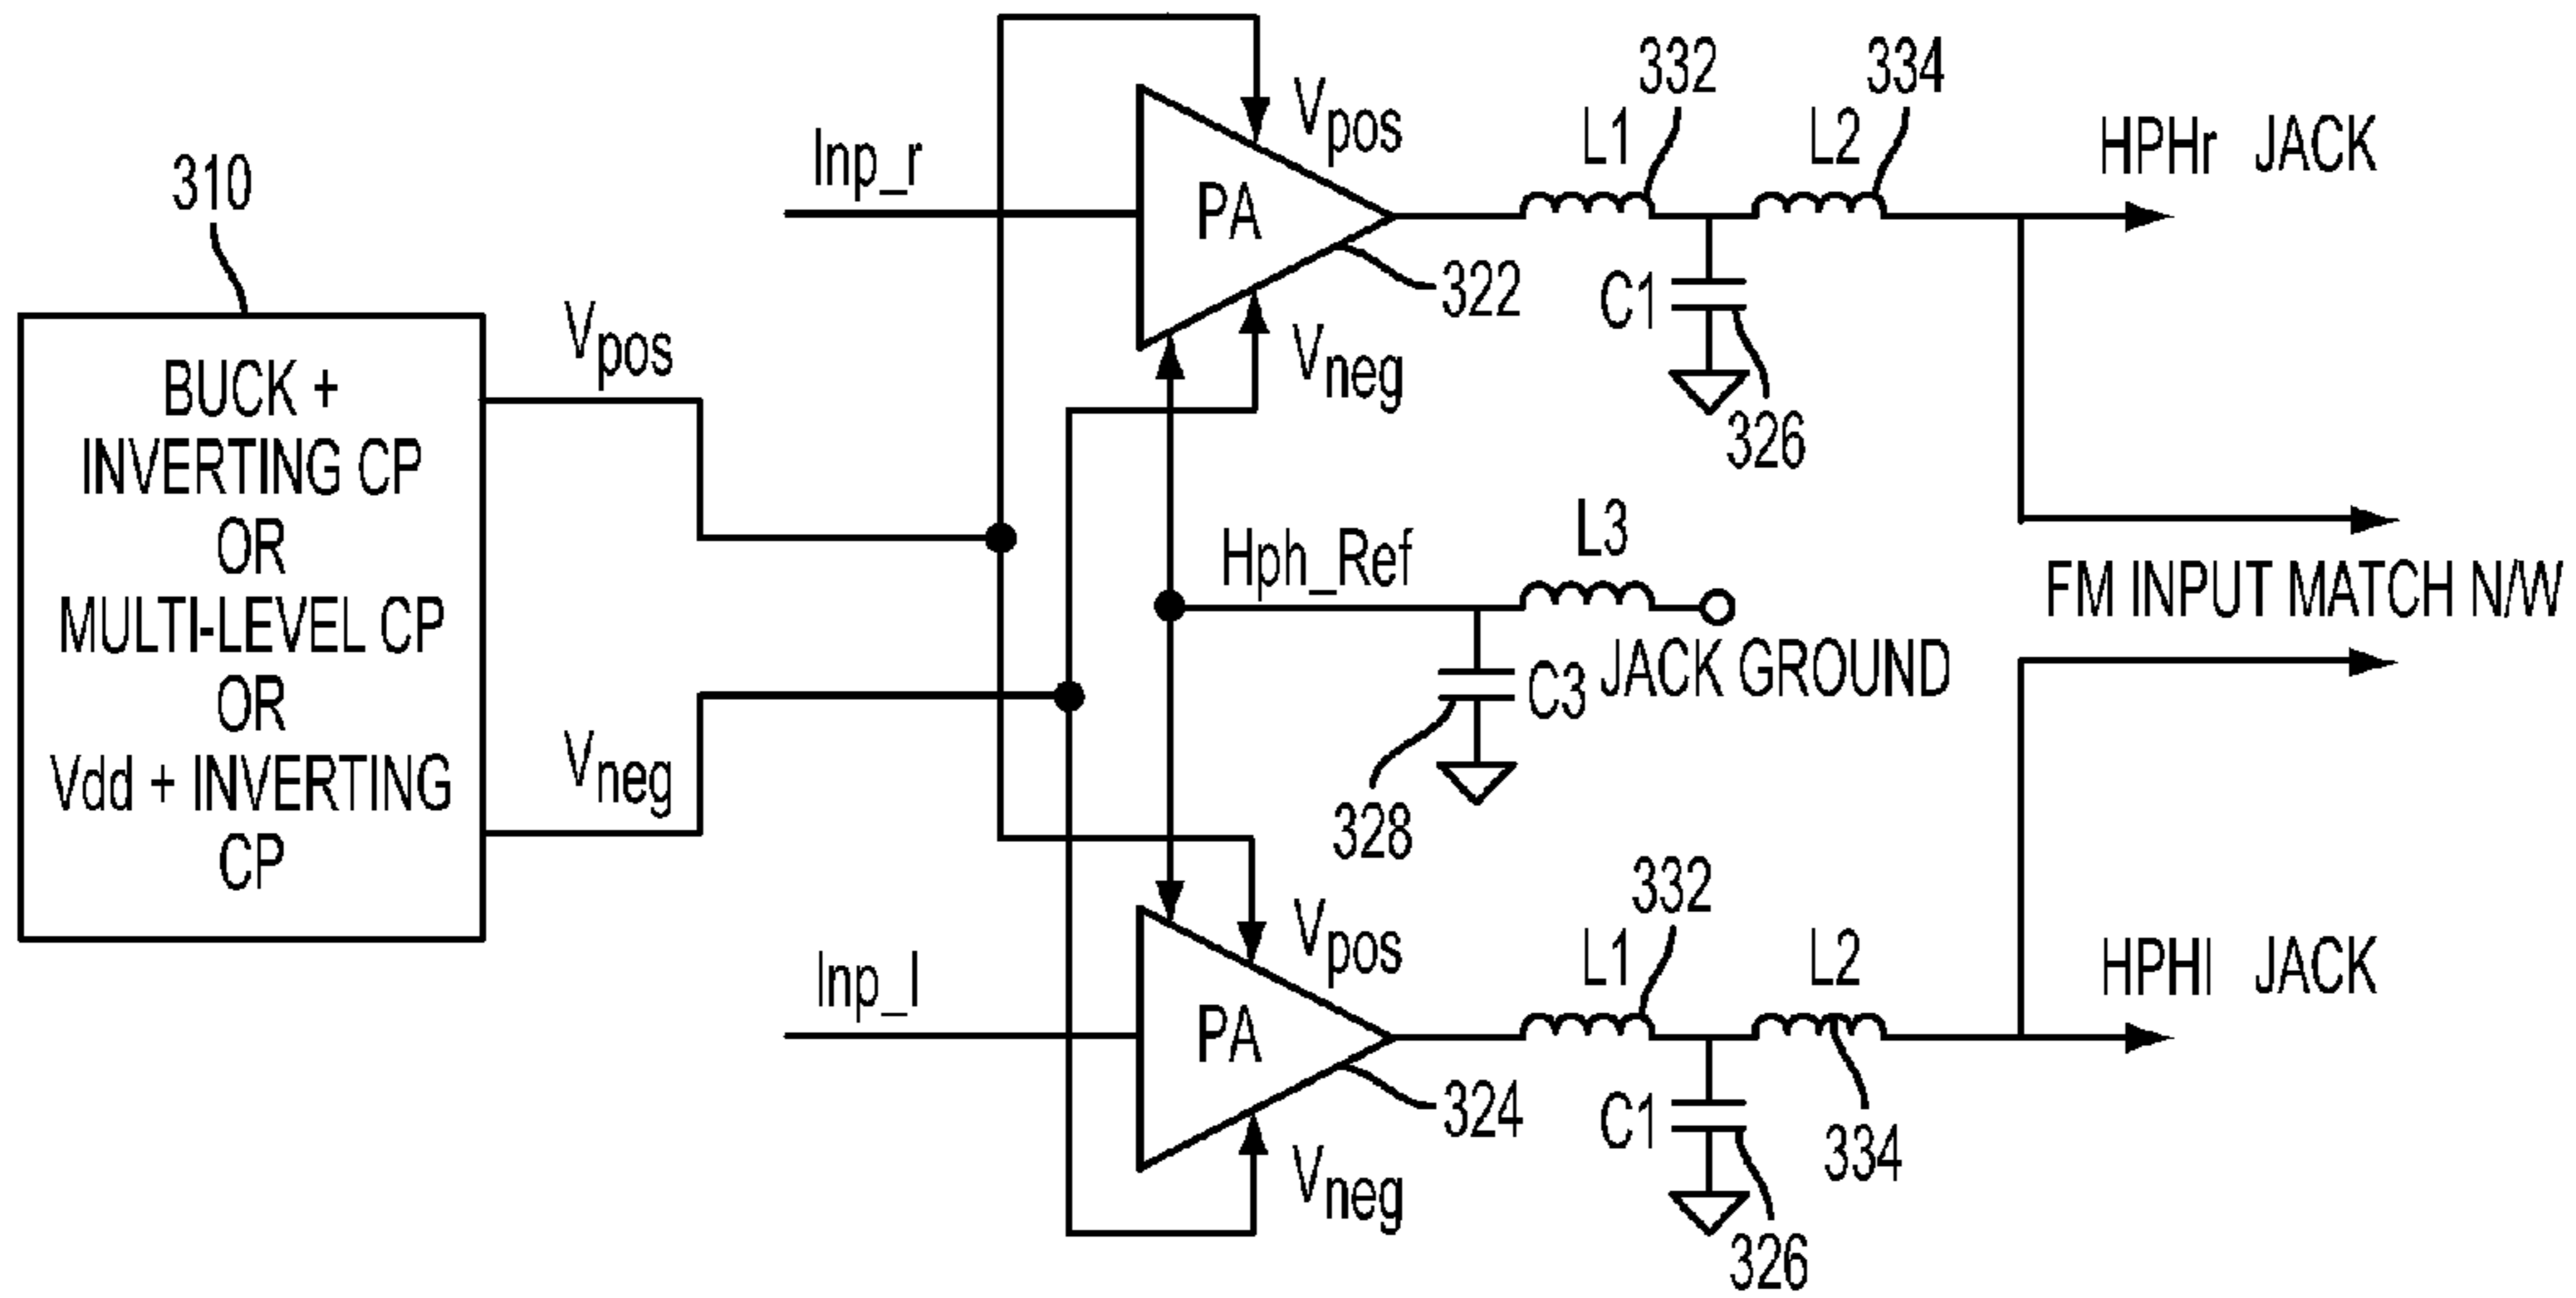 310
BUCK +
INVERTING CP
OR
MULTI-LEVEL CP
OR
Vdd + INVERTING
CP
Vpos
Vneg
Inp_r
PA
Vpos
Vneg
322
L1
332
L2
334
C1
326
HPHr JACK
Hph_Ref
L3
JACK GROUND
C3
328
FM INPUT MATCH N/W
Inp_l
PA
Vpos
Vneg
324
L1
332
L2
334
C1
326
HPHl JACK